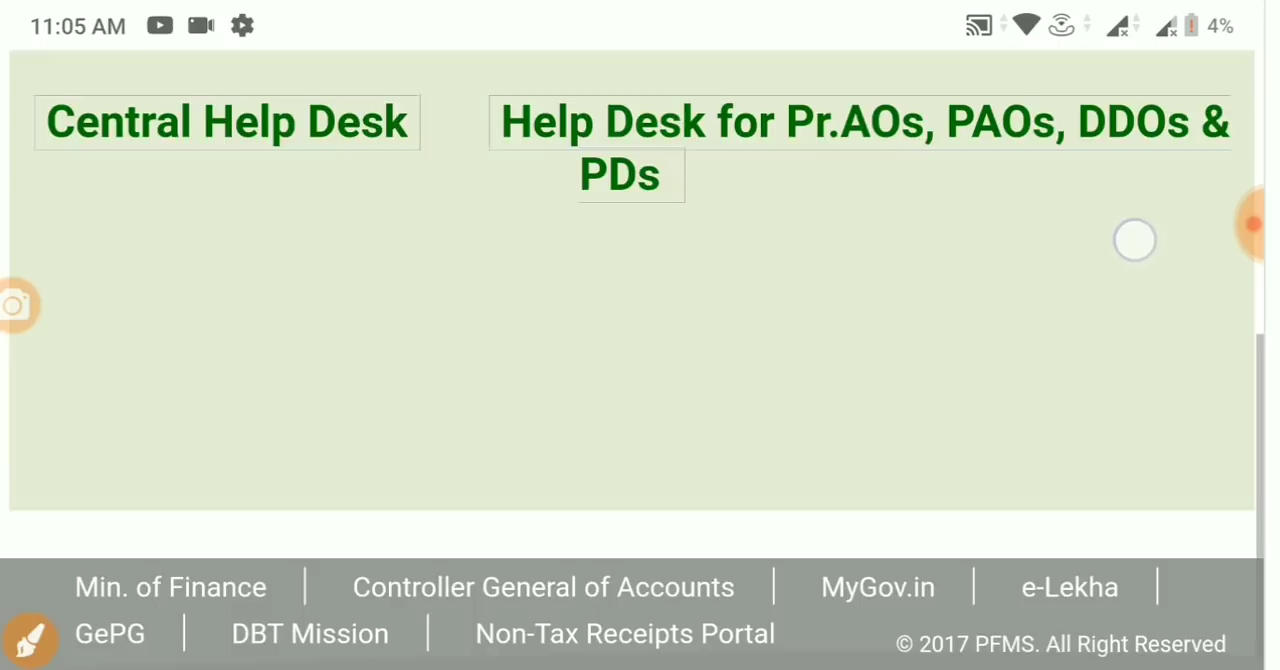 11:05 AM 4%
Central Help Desk Help Desk for Pr.AOs, PAOs, DDOs &
PDs
Min. of Finance Controller General of Accounts MyGov.in e-Lekha
GePG DBT Mission Non-Tax Receipts Portal © 2017 PFMS. All Right Reserved